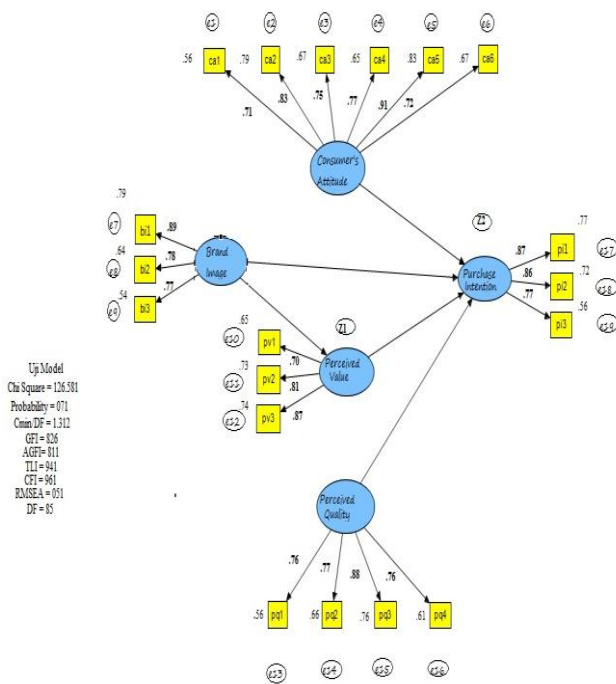 e1 e2 e3 e4 e5 e6
.56 ca1 .79 ca2 .67 ca3 .65 ca4 .83 ca5 .67 ca6
.71 .83 .75 .77 .91 .72
Consumer's
Attitude
.79
e7 bi1 .89
.64
e8 bi2 .78
.54
e9 bi3 .77
Brand
Image
Z2
Purchase
Intention
.77
.87 pi1 e17
.72
.86 pi2 e18
.56
.77 pi3 e19
.65
e10 pv1 .70
.73
e11 pv2 .81
.74
e12 pv3 .87
Z1
Perceived
Value
Uji Model
Chi Square = 126.581
Probability = 071
Cmin/DF = 1.312
GFI = 826
AGFI = 811
TLI = 941
CFI = 961
RMSEA = 051
DF = 85
Perceived
Quality
.76 .77 .88 .76
.56 pq1 .66 pq2 .76 pq3 .61 pq4
e13 e14 e15 e16